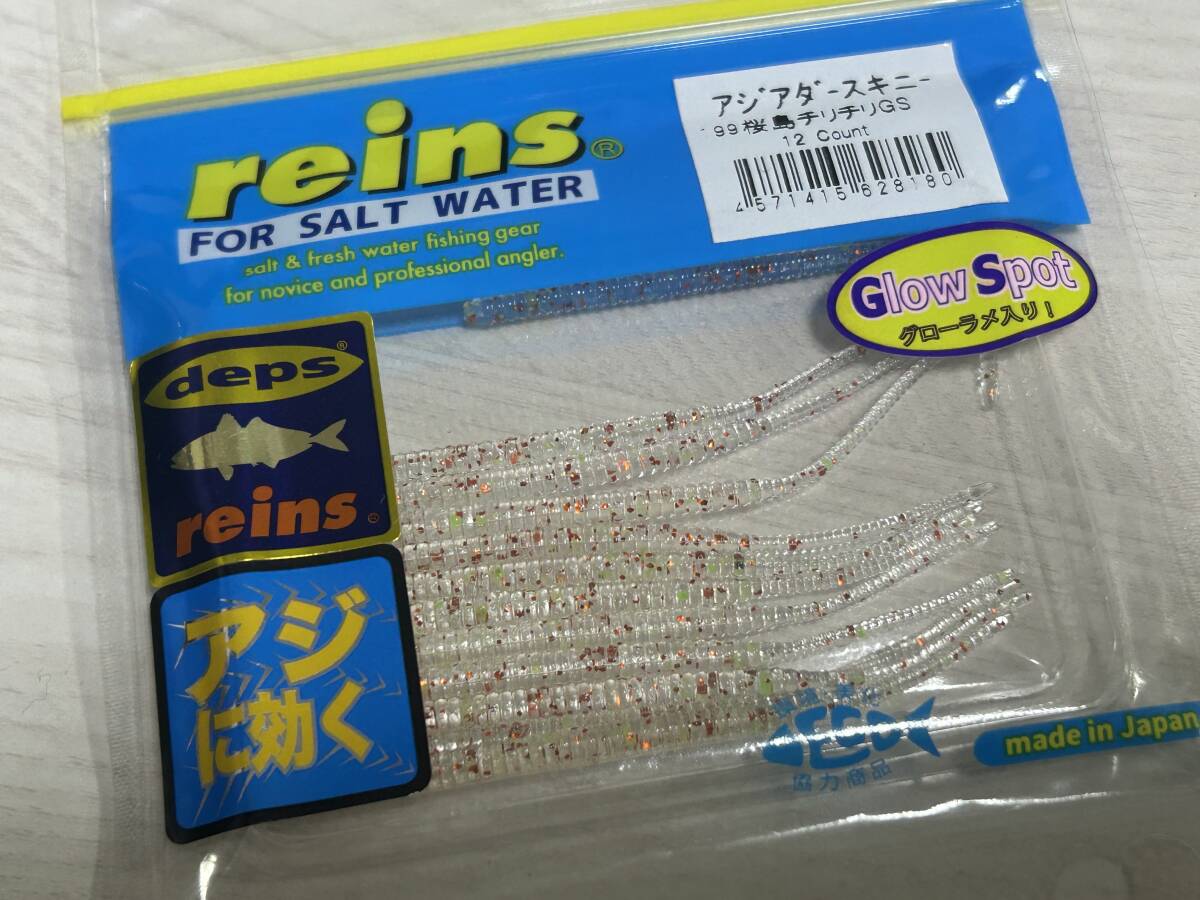 reins®
FOR SALT WATER
salt & fresh water fishing gear
for novice and professional angler.
アジアダースキニー
99桜島チリチリGS
12 Count
4571415628180
Glow Spot
グローラメ入り!
deps®
reins®
アジ
に効く
ECO
協力商品
made in Japan